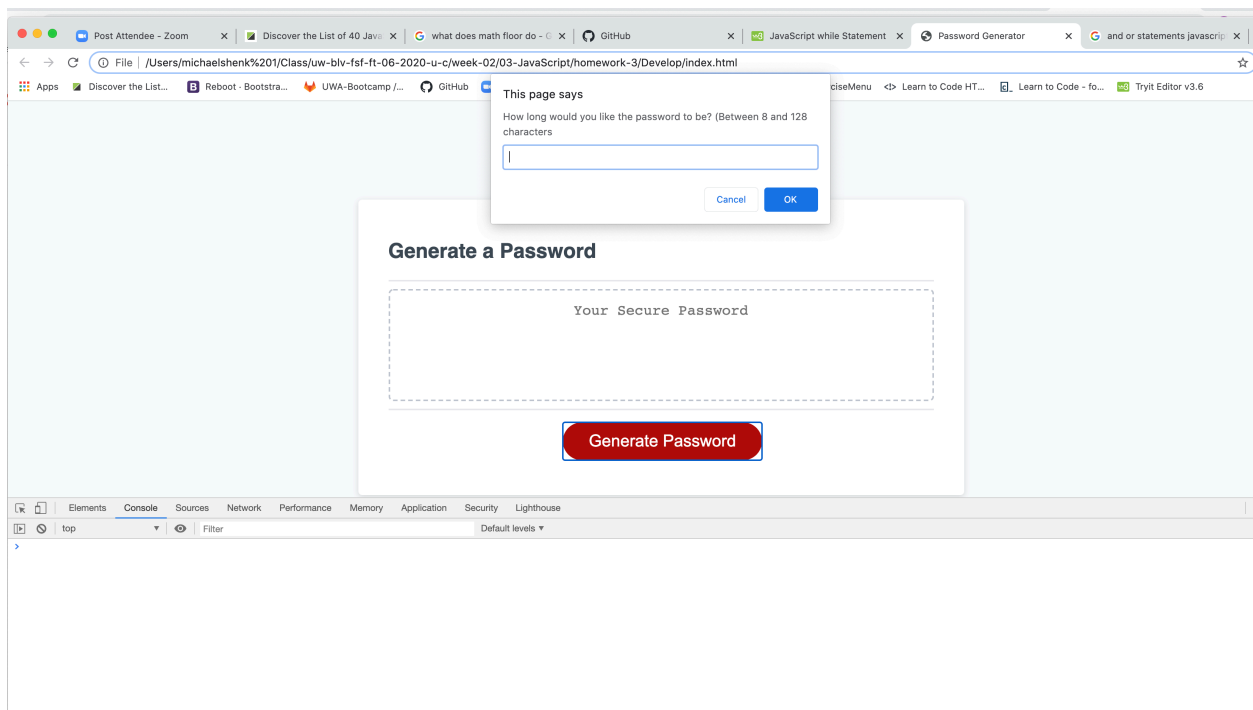 Post Attendee - Zoom
Discover the List of 40 Java
what does math floor do - G
GitHub
JavaScript while Statement
Password Generator
and or statements javascrip
File | /Users/michaelshenk%201/Class/uw-blv-fsf-ft-06-2020-u-c/week-02/03-JavaScript/homework-3/Develop/index.html
Apps
Discover the List...
Reboot · Bootstra...
UWA-Bootcamp /...
GitHub
ciseMenu
Learn to Code HT...
Learn to Code - fo...
Tryit Editor v3.6
This page says
How long would you like the password to be? (Between 8 and 128
characters
Cancel
OK
Generate a Password
Your Secure Password
Generate Password
Elements Console Sources Network Performance Memory Application Security Lighthouse
top
Filter
Default levels